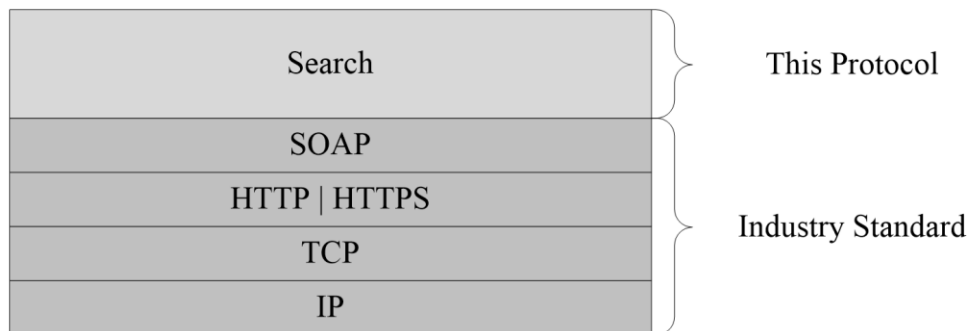 Search
This Protocol
SOAP
HTTP | HTTPS
Industry Standard
TCP
IP